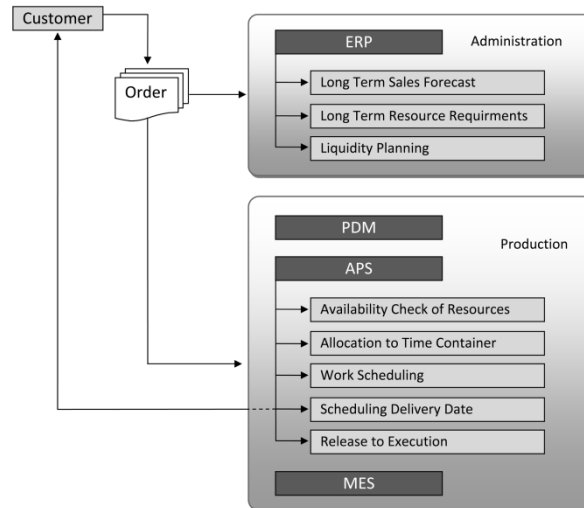 Customer
Order
ERP
Administration
Long Term Sales Forecast
Long Term Resource Requirments
Liquidity Planning
PDM
Production
APS
Availability Check of Resources
Allocation to Time Container
Work Scheduling
Scheduling Delivery Date
Release to Execution
MES